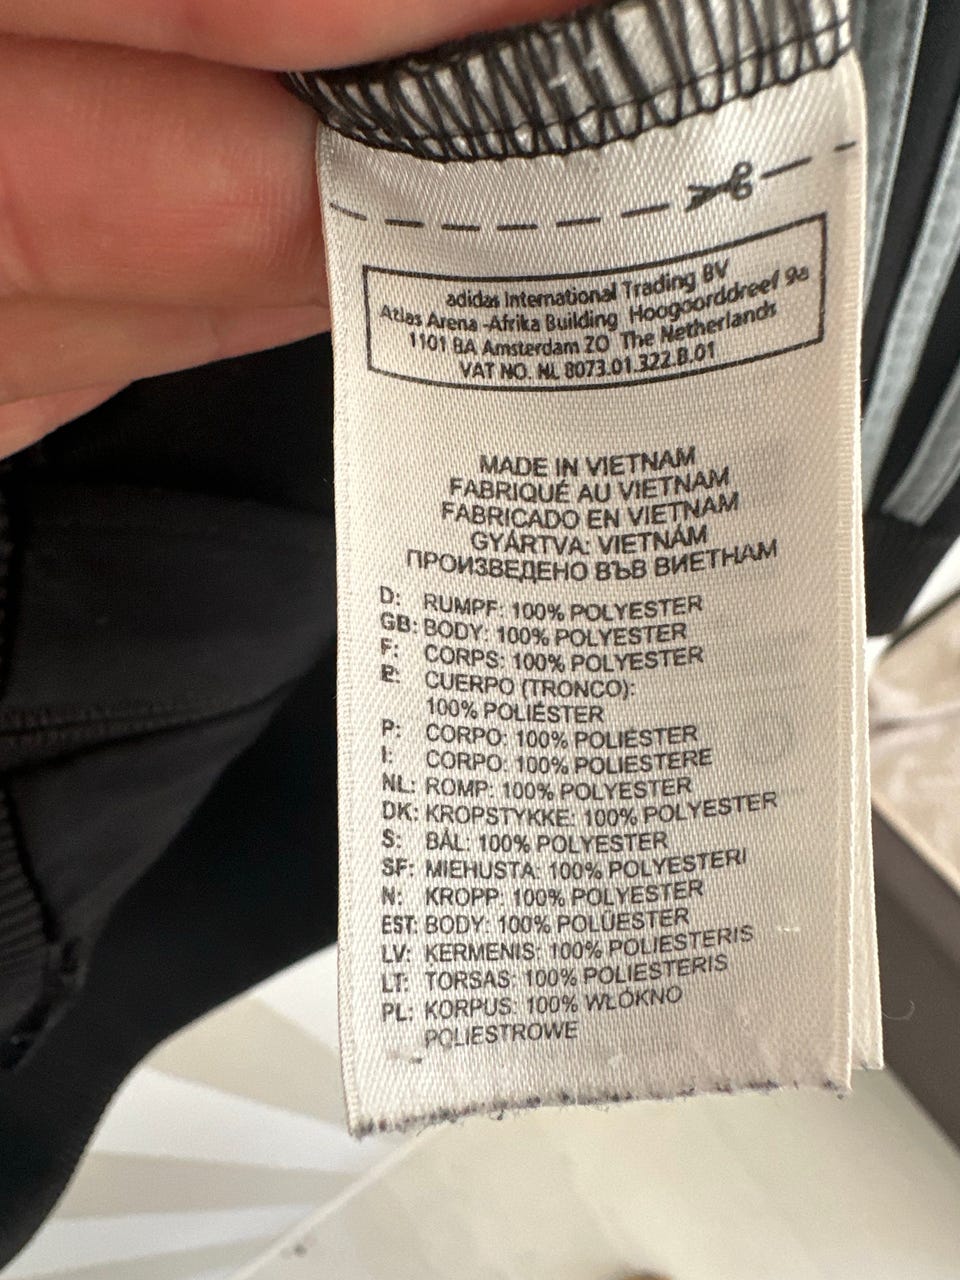 adidas International Trading BV
Atlas Arena -Afrika Building Hoogoorddreef 9a
1101 BA Amsterdam ZO The Netherlands
VAT NO. NL 8073.01.322.B.01
MADE IN VIETNAM
FABRIQUÉ AU VIETNAM
FABRICADO EN VIETNAM
GYÁRTVA: VIETNÁM
ПРОИЗВЕДЕНО ВЪВ ВИЕТНАМ
D: RUMPF: 100% POLYESTER
GB: BODY: 100% POLYESTER
F: CORPS: 100% POLYESTER
E: CUERPO (TRONCO):
100% POLIÉSTER
P: CORPO: 100% POLIÉSTER
I: CORPO: 100% POLIESTERE
NL: ROMP: 100% POLYESTER
DK: KROPSTYKKE: 100% POLYESTER
S: BÅL: 100% POLYESTER
SF: MIEHUSTA: 100% POLYESTERI
N: KROPP: 100% POLYESTER
EST: BODY: 100% POLÜESTER
LV: ĶERMENIS: 100% POLIESTERIS
LT: TORSAS: 100% POLIESTERIS
PL: KORPUS: 100% WŁÓKNO
POLIESTROWE